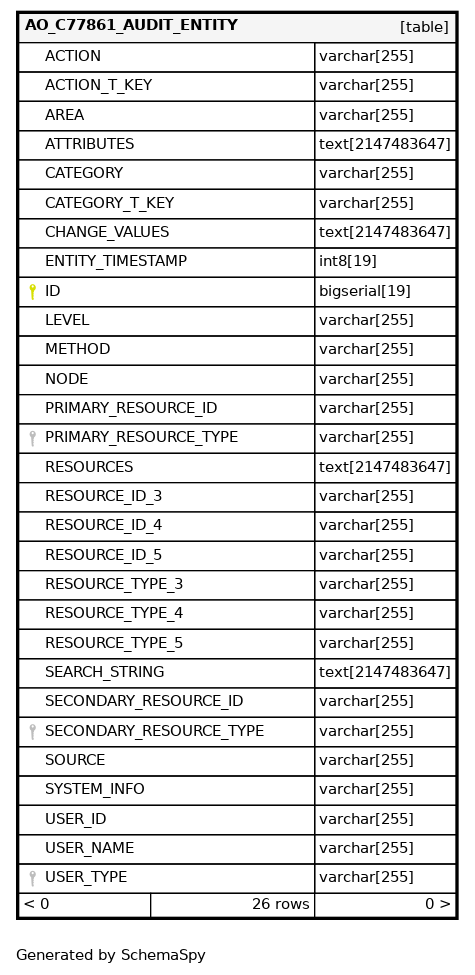 AO_C77861_AUDIT_ENTITY [table]
ACTION varchar[255]
ACTION_T_KEY varchar[255]
AREA varchar[255]
ATTRIBUTES text[2147483647]
CATEGORY varchar[255]
CATEGORY_T_KEY varchar[255]
CHANGE_VALUES text[2147483647]
ENTITY_TIMESTAMP int8[19]
ID bigserial[19]
LEVEL varchar[255]
METHOD varchar[255]
NODE varchar[255]
PRIMARY_RESOURCE_ID varchar[255]
PRIMARY_RESOURCE_TYPE varchar[255]
RESOURCES text[2147483647]
RESOURCE_ID_3 varchar[255]
RESOURCE_ID_4 varchar[255]
RESOURCE_ID_5 varchar[255]
RESOURCE_TYPE_3 varchar[255]
RESOURCE_TYPE_4 varchar[255]
RESOURCE_TYPE_5 varchar[255]
SEARCH_STRING text[2147483647]
SECONDARY_RESOURCE_ID varchar[255]
SECONDARY_RESOURCE_TYPE varchar[255]
SOURCE varchar[255]
SYSTEM_INFO varchar[255]
USER_ID varchar[255]
USER_NAME varchar[255]
USER_TYPE varchar[255]
< 0 26 rows 0 >
Generated by SchemaSpy